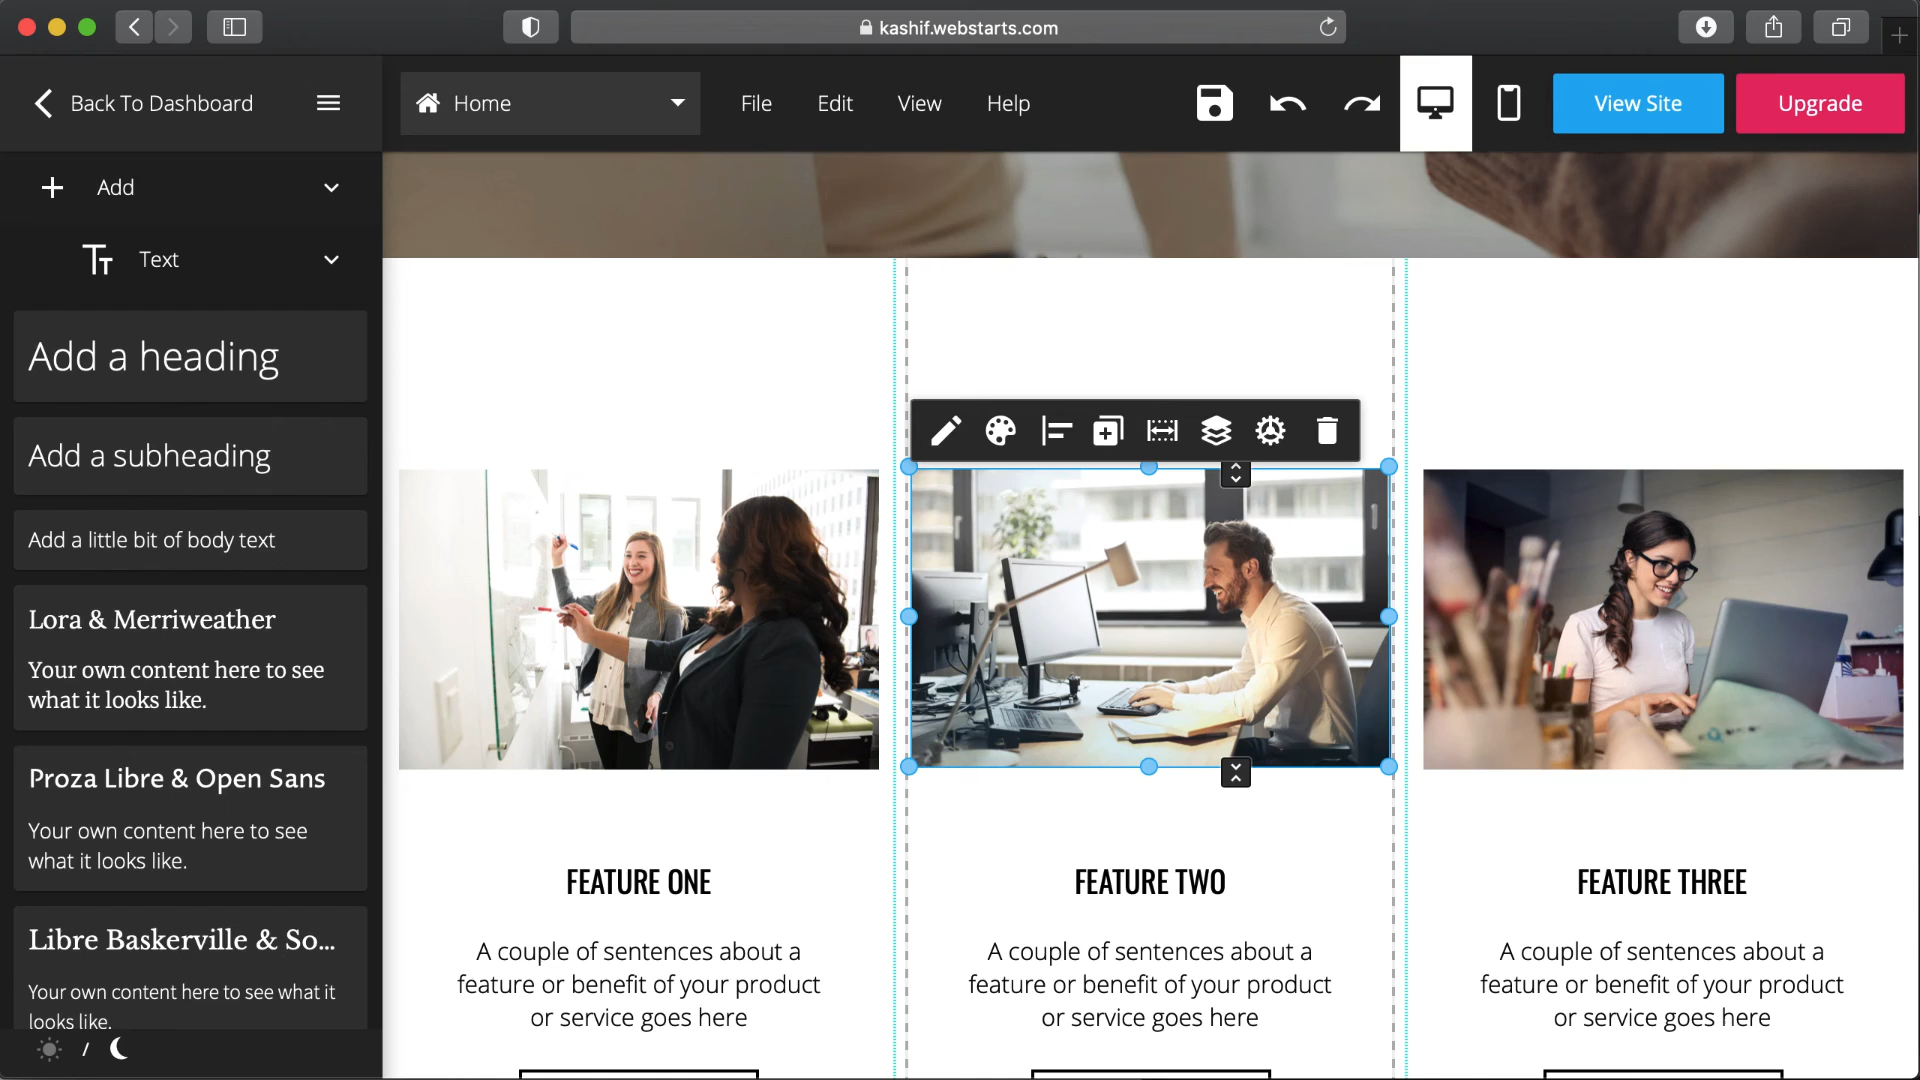 kashif.webstarts.com
Back To Dashboard
Home
File
Edit
View
Help
View Site
Upgrade
Add
Text
Add a heading
Add a subheading
Add a little bit of body text
Lora & Merriweather
Your own content here to see
what it looks like.
Proza Libre & Open Sans
Your own content here to see
what it looks like.
Libre Baskerville & So...
Your own content here to see what it
looks like.
/
FEATURE ONE
A couple of sentences about a
feature or benefit of your product
or service goes here
FEATURE TWO
A couple of sentences about a
feature or benefit of your product
or service goes here
FEATURE THREE
A couple of sentences about a
feature or benefit of your product
or service goes here